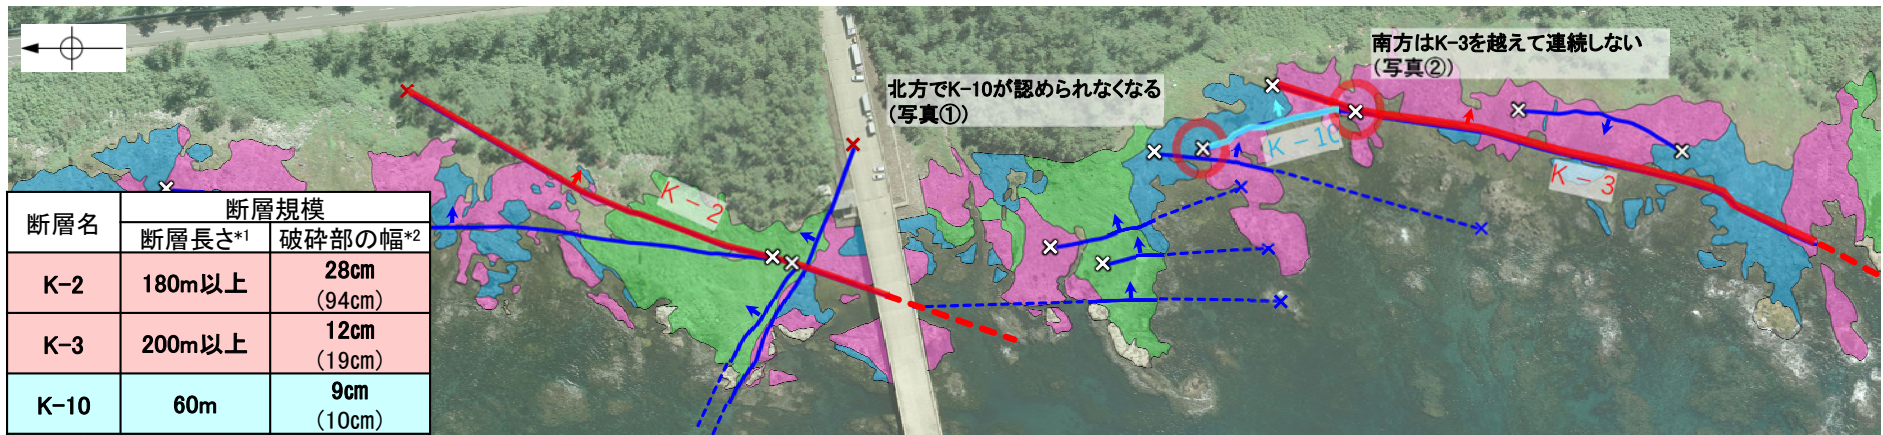 南方はK-3を越えて連続しない
(写真②)
北方でK-10が認められなくなる
(写真①)
K-10
K-3
K-2
断層名 断層規模
断層長さ*1 破砕部の幅*2
K-2 180m以上 28cm
(94cm)
K-3 200m以上 12cm
(19cm)
K-10 60m 9cm
(10cm)